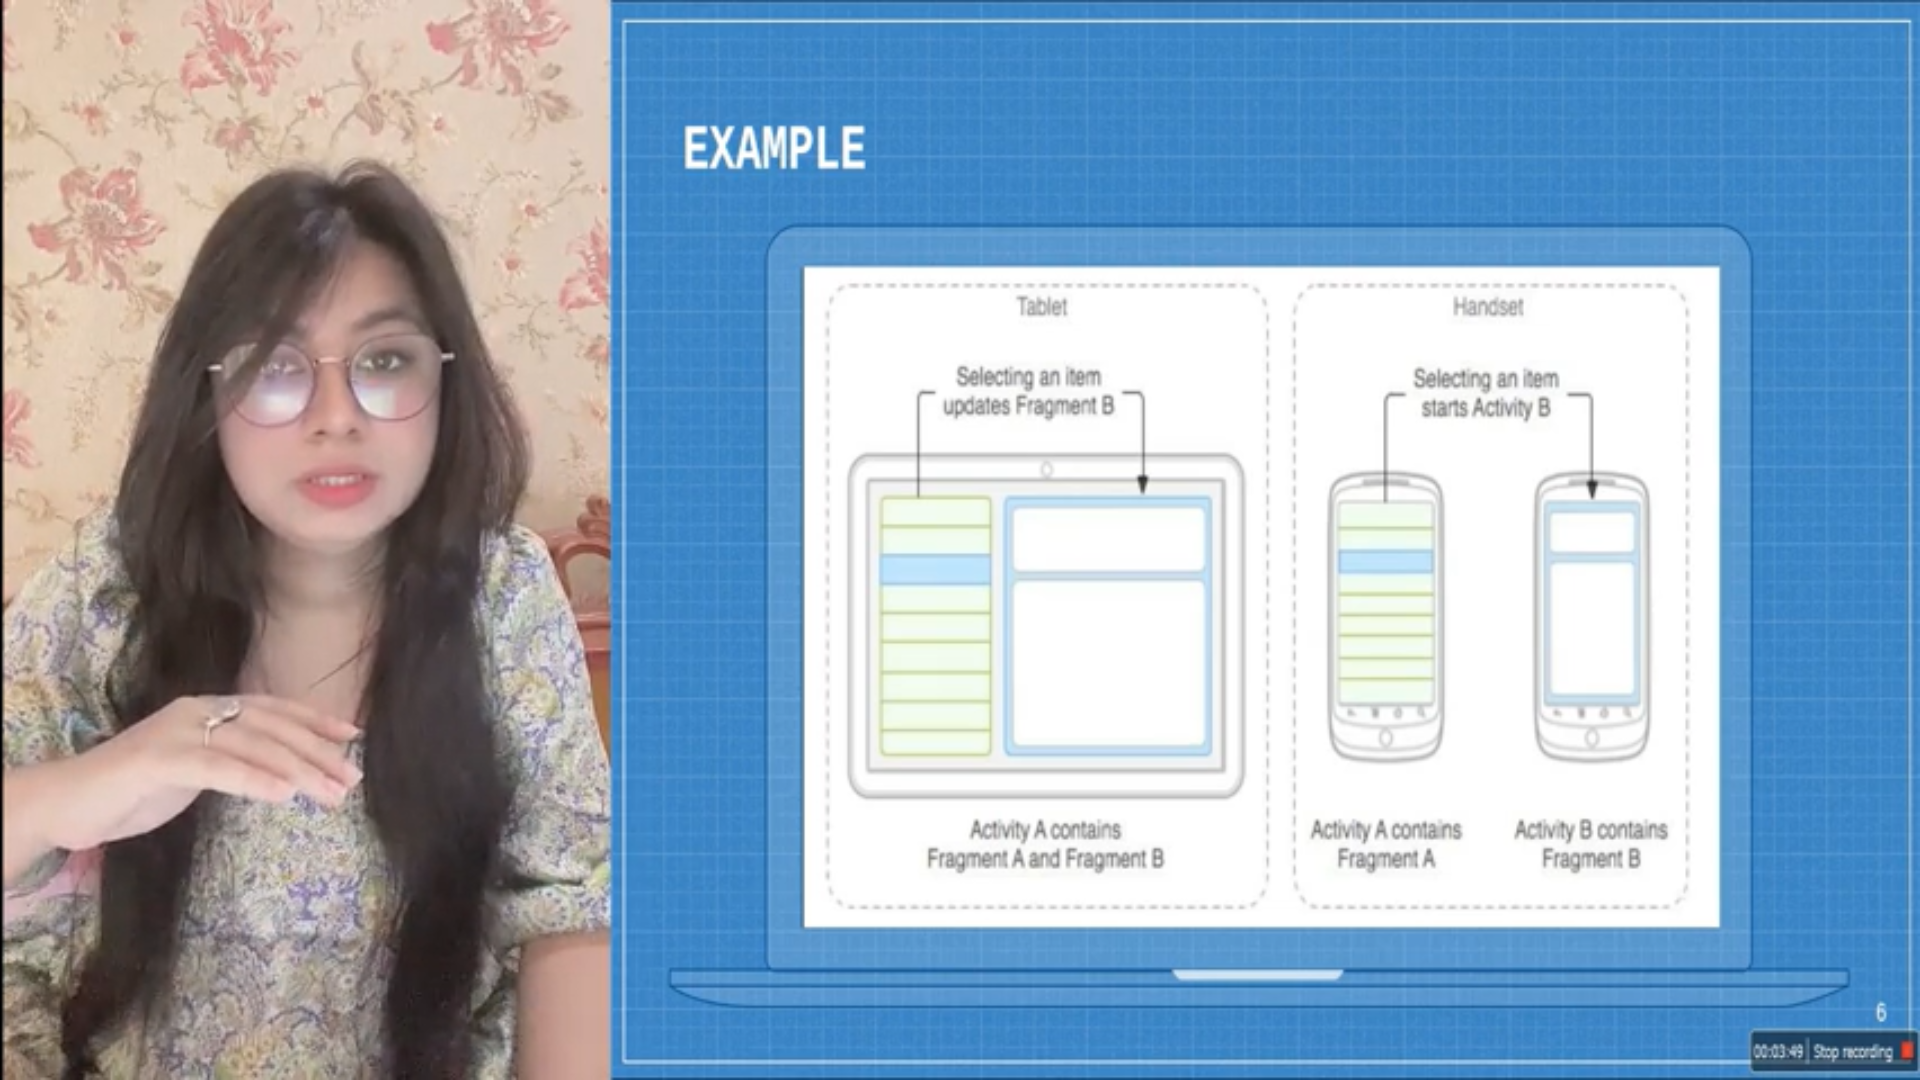 EXAMPLE
Tablet
Selecting an item
updates Fragment B
Activity A contains
Fragment A and Fragment B
Handset
Selecting an item
starts Activity B
Activity A contains
Fragment A
Activity B contains
Fragment B
6
00:03:49 Stop recording